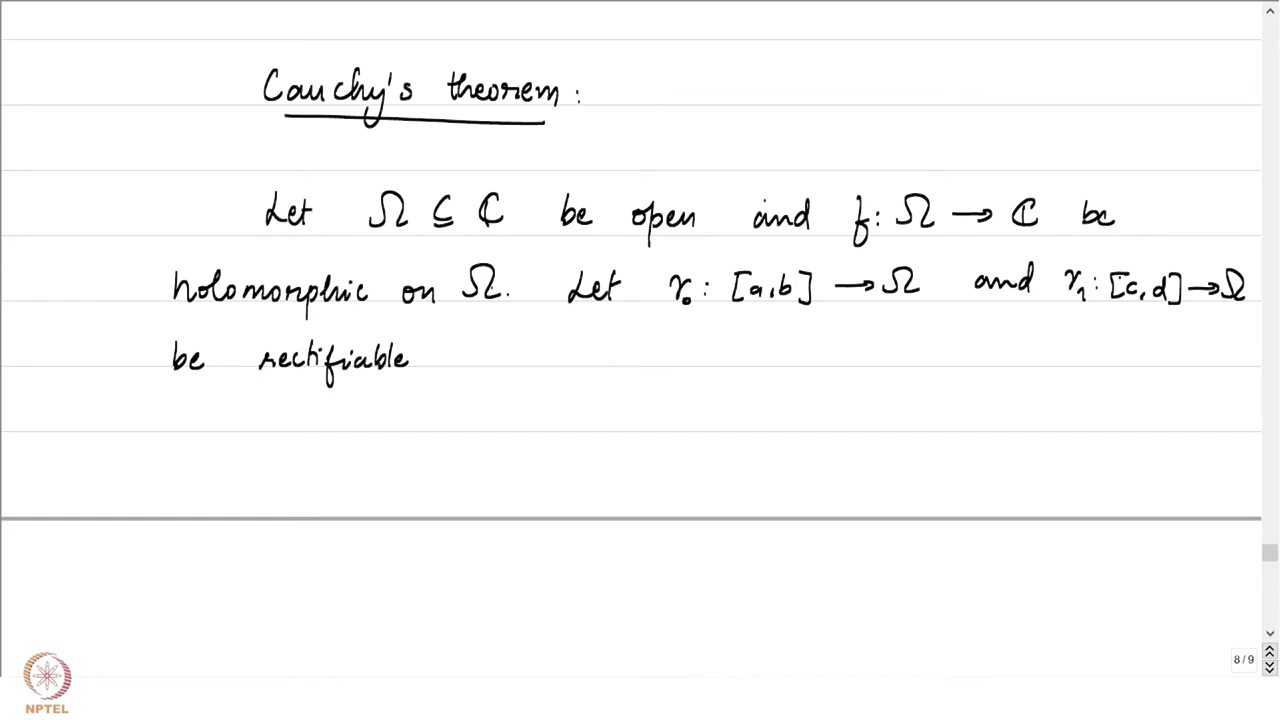 Cauchy's theorem :
Let Ω ⊆ ℂ be open and f : Ω → ℂ be
holomorphic on Ω. Let γ₀ : [a,b] → Ω and γ₁ : [c,d] → Ω
be rectifiable
8 / 9
NPTEL